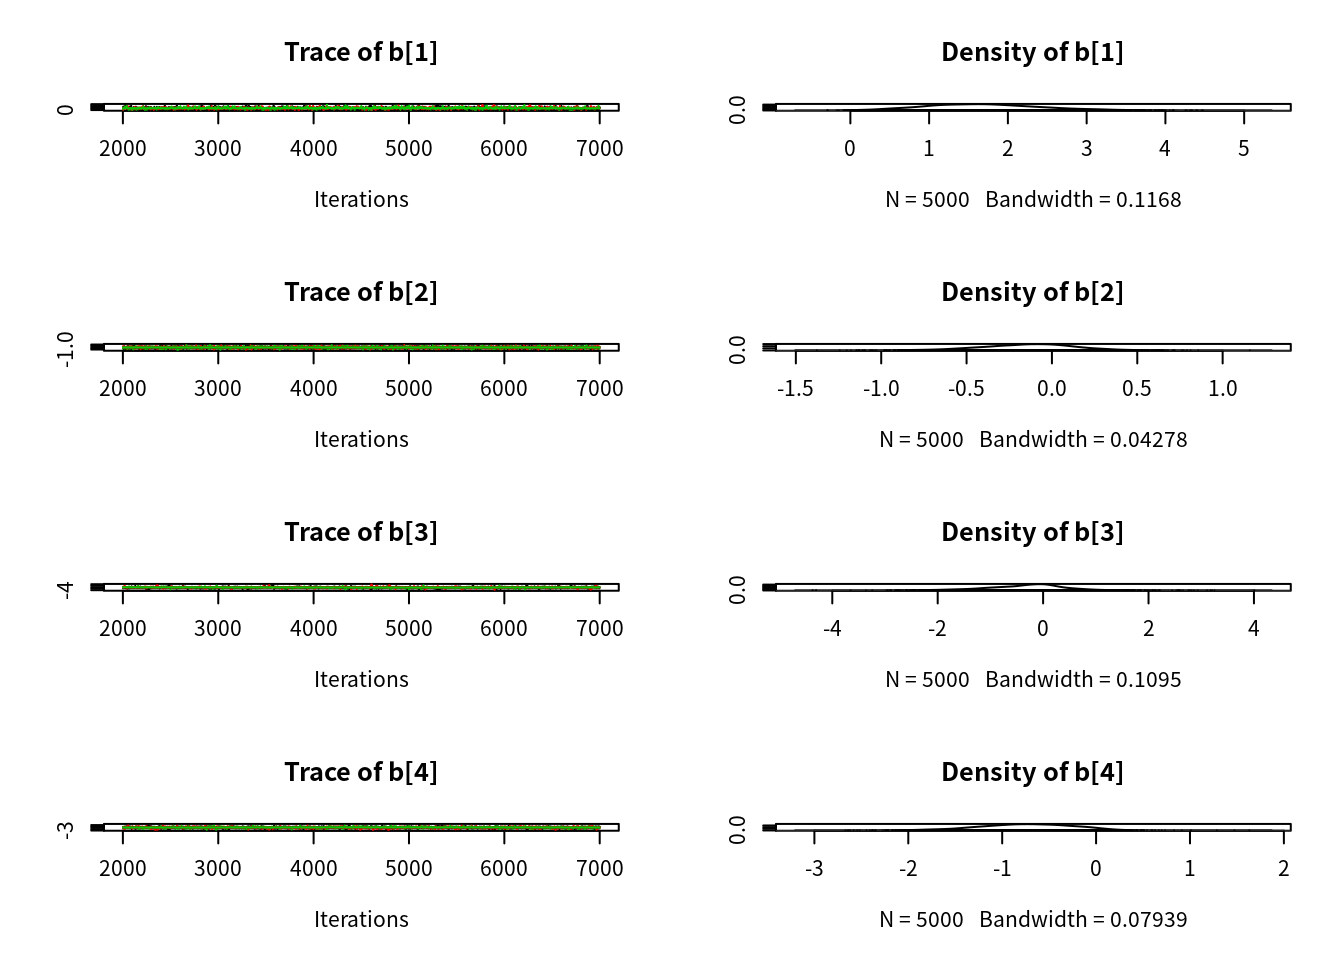 Trace of b[1]
0
2000 3000 4000 5000 6000 7000
Iterations
Density of b[1]
0.0
0 1 2 3 4 5
N = 5000 Bandwidth = 0.1168
Trace of b[2]
-1.0
2000 3000 4000 5000 6000 7000
Iterations
Density of b[2]
0.0
-1.5 -1.0 -0.5 0.0 0.5 1.0
N = 5000 Bandwidth = 0.04278
Trace of b[3]
-4
2000 3000 4000 5000 6000 7000
Iterations
Density of b[3]
0.0
-4 -2 0 2 4
N = 5000 Bandwidth = 0.1095
Trace of b[4]
-3
2000 3000 4000 5000 6000 7000
Iterations
Density of b[4]
0.0
-3 -2 -1 0 1 2
N = 5000 Bandwidth = 0.07939